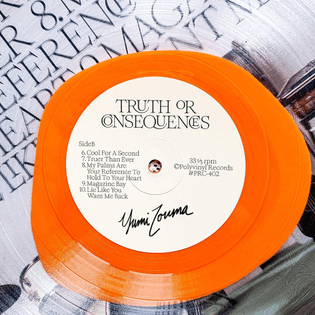 TRUTH OR
CONSEQUENCES
SideB
6. Cool For A Second
7. Truer Than Ever
8. My Palms Are
Your Reference To
Hold To Your Heart
9. Magazine Bay
10. Lie Like You
Want Me Back
33 ⅓ rpm
©Polyvinyl Records
#PRC-402
Yumi Zouma